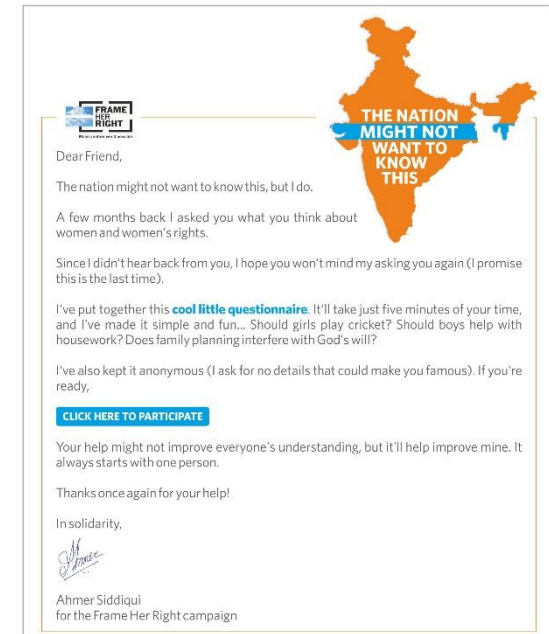 FRAME
HER
RIGHT
THE NATION
MIGHT NOT
WANT TO
KNOW
THIS
Dear Friend,
The nation might not want to know this, but I do.
A few months back I asked you what you think about
women and women's rights.
Since I didn't hear back from you, I hope you won't mind my asking you again (I promise
this is the last time).
I've put together this cool little questionnaire. It'll take just five minutes of your time,
and I've made it simple and fun... Should girls play cricket? Should boys help with
housework? Does family planning interfere with God's will?
I've also kept it anonymous (I ask for no details that could make you famous). If you're
ready,
CLICK HERE TO PARTICIPATE
Your help might not improve everyone's understanding, but it'll help improve mine. It
always starts with one person.
Thanks once again for your help!
In solidarity,
Ahmer
Ahmer Siddiqui
for the Frame Her Right campaign